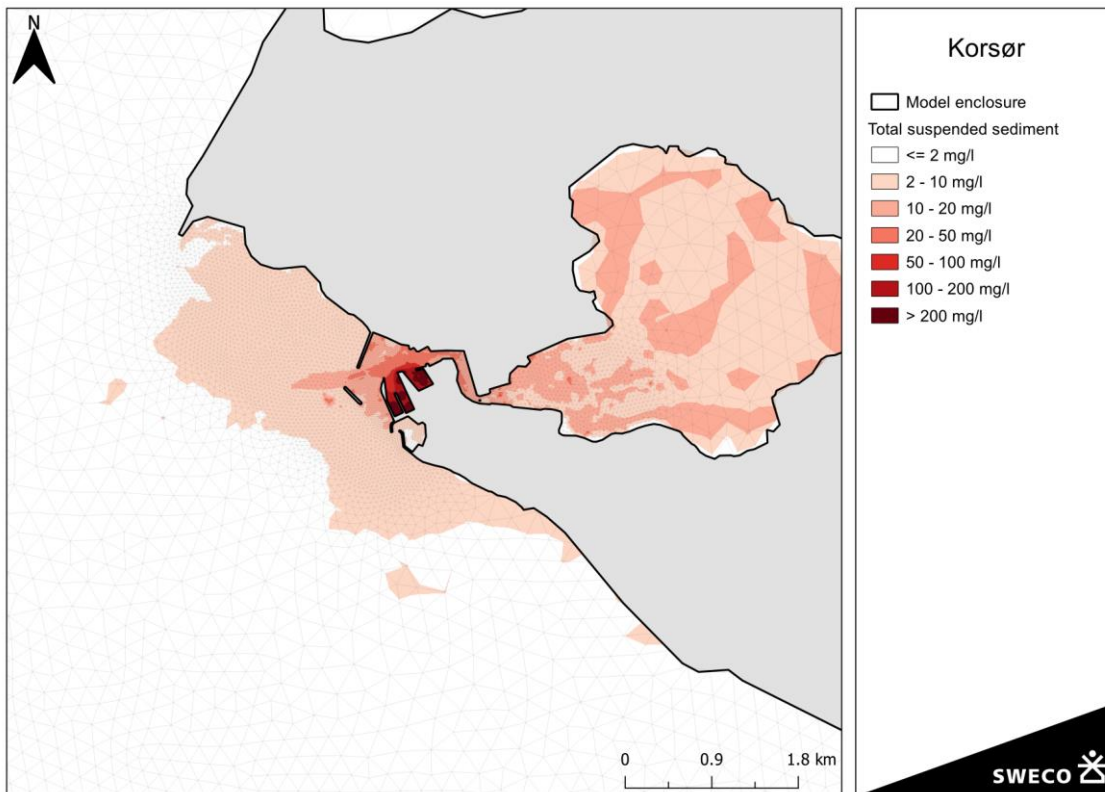 N
0 0.9 1.8 km
Korsør
Model enclosure
Total suspended sediment
<= 2 mg/l
2 - 10 mg/l
10 - 20 mg/l
20 - 50 mg/l
50 - 100 mg/l
100 - 200 mg/l
> 200 mg/l
SWECO